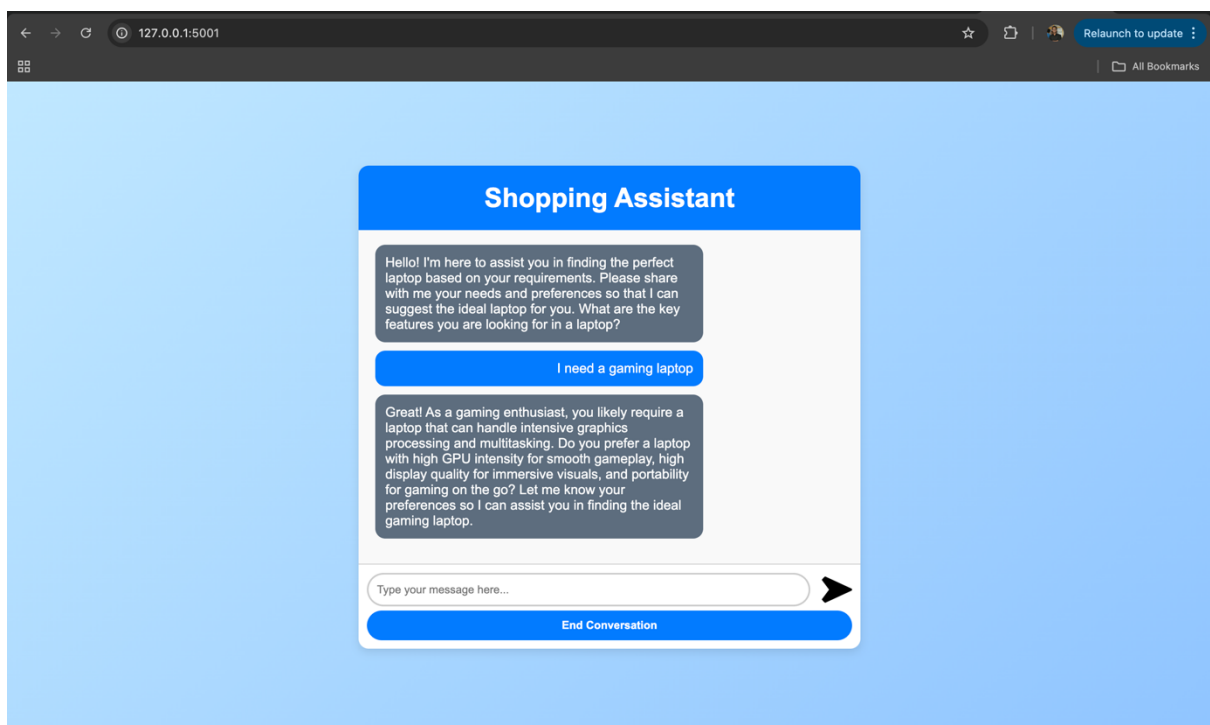 127.0.0.1:5001
Relaunch to update
All Bookmarks
Shopping Assistant
Hello! I'm here to assist you in finding the perfect
laptop based on your requirements. Please share
with me your needs and preferences so that I can
suggest the ideal laptop for you. What are the key
features you are looking for in a laptop?
I need a gaming laptop
Great! As a gaming enthusiast, you likely require a
laptop that can handle intensive graphics
processing and multitasking. Do you prefer a laptop
with high GPU intensity for smooth gameplay, high
display quality for immersive visuals, and portability
for gaming on the go? Let me know your
preferences so I can assist you in finding the ideal
gaming laptop.
Type your message here...
End Conversation